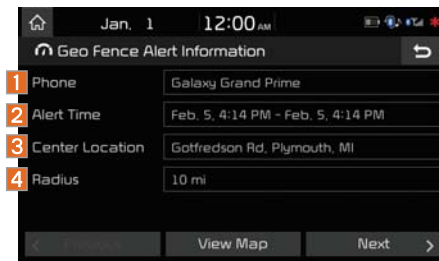 Jan. 1 12:00 AM
Geo Fence Alert Information
1 Phone Galaxy Grand Prime
2 Alert Time Feb. 5, 4:14 PM - Feb. 5, 4:14 PM
3 Center Location Gotfredson Rd, Plymouth, MI
4 Radius 10 mi
< Previous View Map Next >